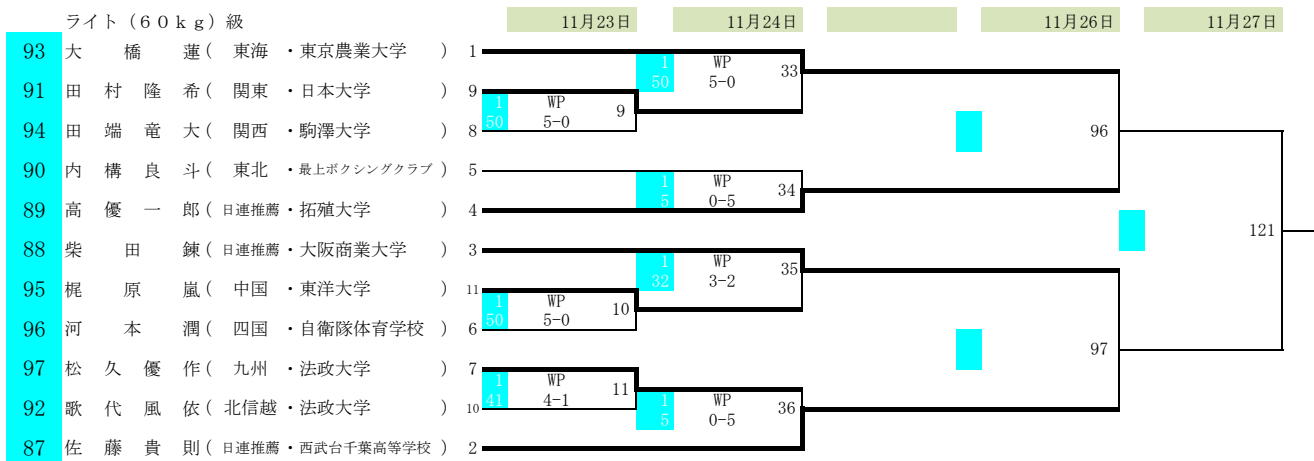 ライト(60kg)級 11月23日 11月24日 11月26日 11月27日
93 大橋蓮( 東海 ・東京農業大学 ) 1
1 WP 33
50 5-0
91 田村隆希( 関東 ・日本大学 ) 9
1 WP 9
50 5-0
96
94 田端竜大( 関西 ・駒澤大学 ) 8
90 内構良斗( 東北 ・最上ボクシングクラブ ) 5
1 WP 34
5 0-5
89 高優一郎( 日連推薦 ・拓殖大学 ) 4
121
88 柴田錬( 日連推薦 ・大阪商業大学 ) 3
1 WP 35
32 3-2
95 梶原嵐( 中国 ・東洋大学 ) 11
1 WP 10
50 5-0
96 河本潤( 四国 ・自衛隊体育学校 ) 6
97
97 松久優作( 九州 ・法政大学 ) 7
1 WP 11
41 4-1
92 歌代風依( 北信越 ・法政大学 ) 10
1 WP 36
5 0-5
87 佐藤貴則( 日連推薦 ・西武台千葉高等学校 ) 2